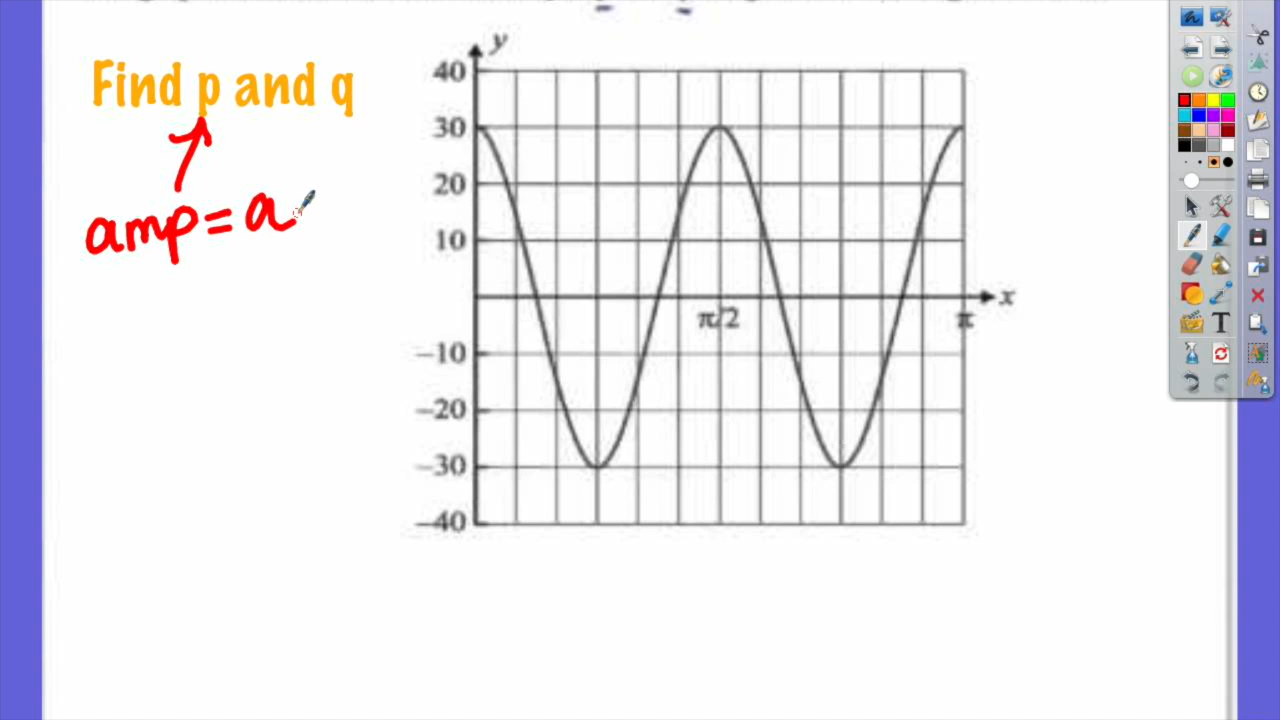 y
Find p and q
40
30
amp = a
20
10
π/2
π
x
-10
-20
-30
-40
T